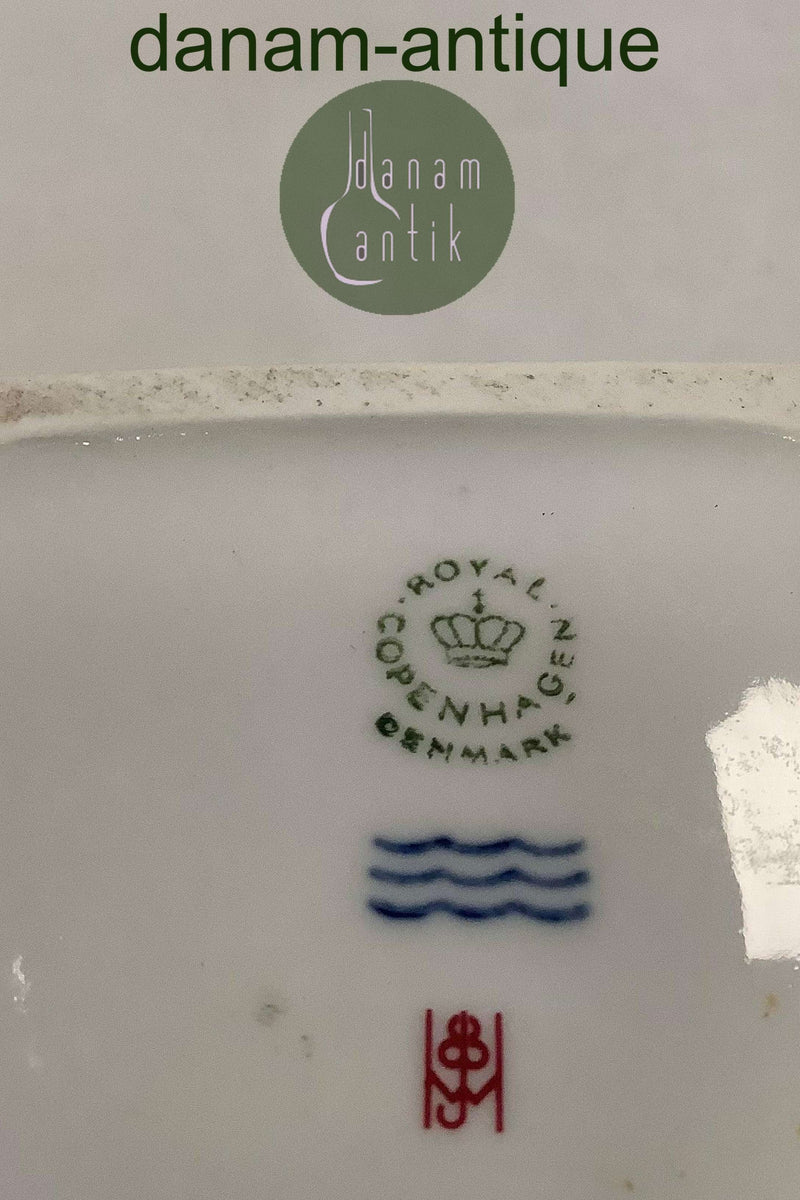 danam-antique
danam
antik
ROYAL
COPENHAGEN
DENMARK